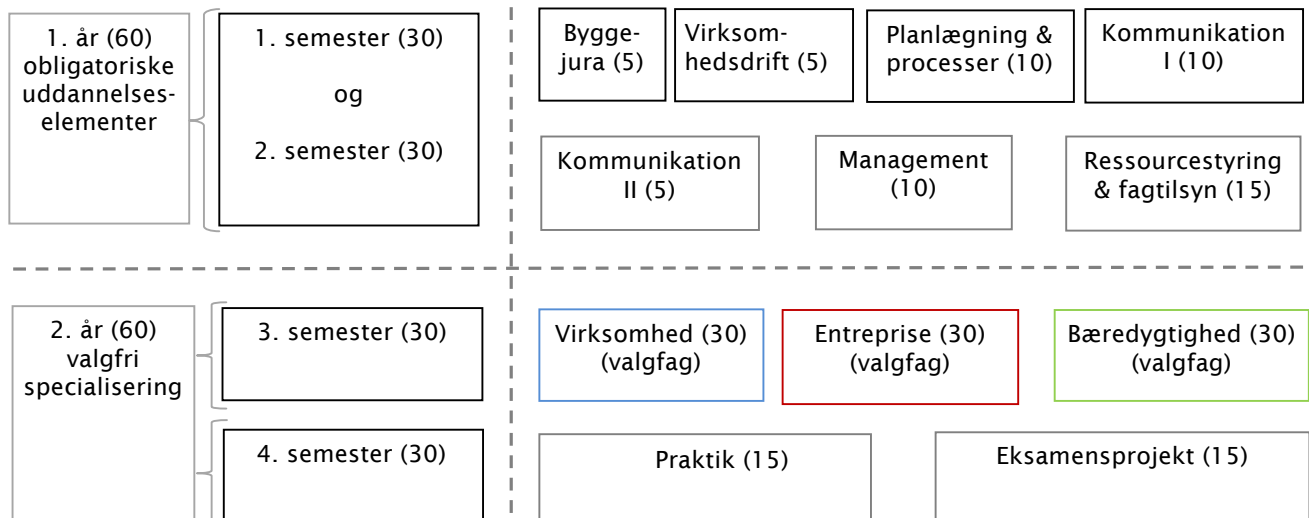 1. år (60)
obligatoriske
uddannelses-
elementer
1. semester (30)
og
2. semester (30)
Bygge-
jura (5)
Virksom-
hedsdrift (5)
Planlægning &
processer (10)
Kommunikation
I (10)
Kommunikation
II (5)
Management
(10)
Ressourcestyring
& fagtilsyn (15)
2. år (60)
valgfri
specialisering
3. semester (30)
4. semester (30)
Virksomhed (30)
(valgfag)
Entreprise (30)
(valgfag)
Bæredygtighed (30)
(valgfag)
Praktik (15)
Eksamensprojekt (15)